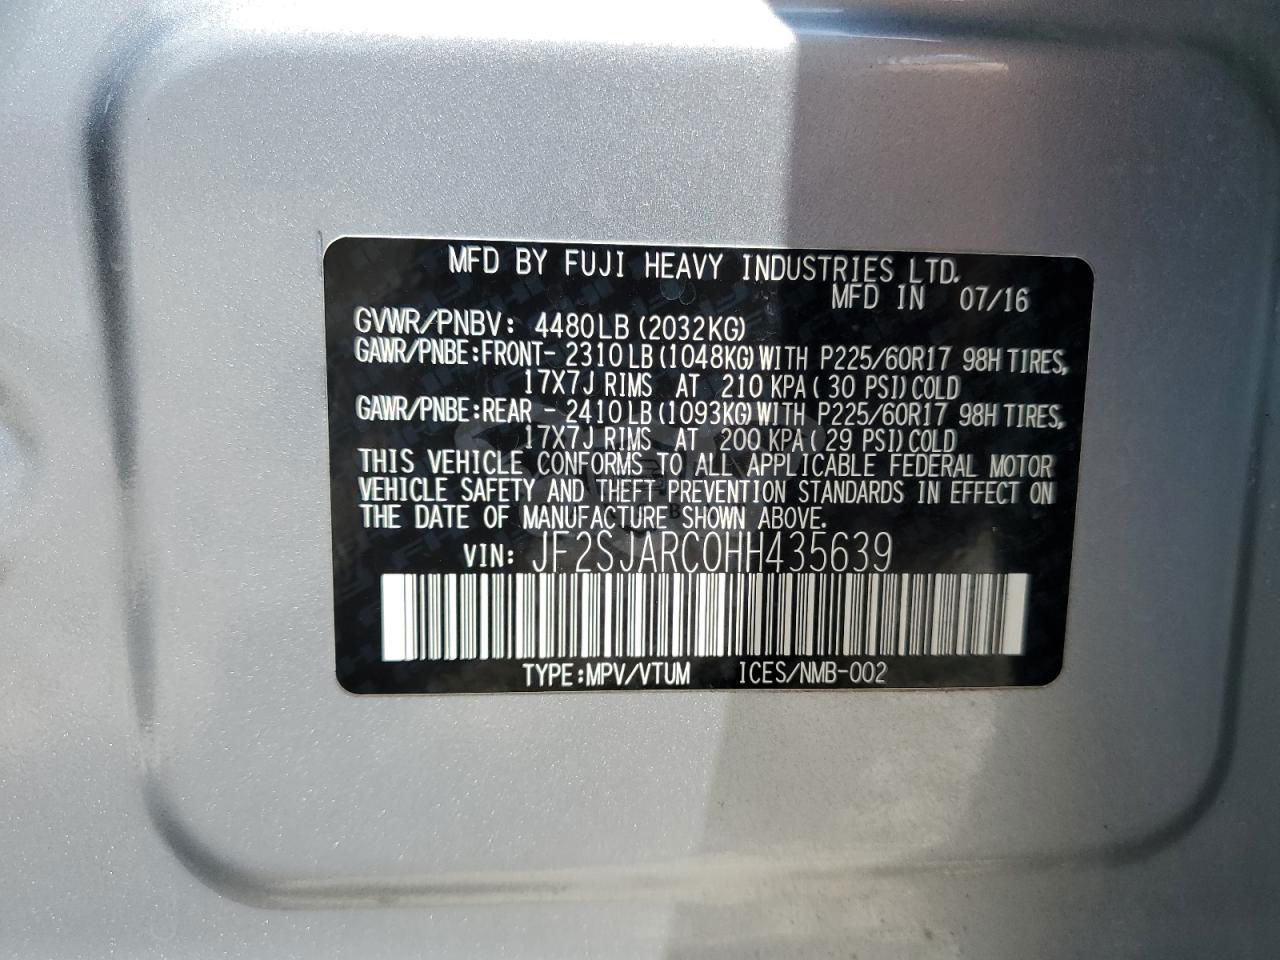 MFD BY FUJI HEAVY INDUSTRIES LTD.
MFD IN 07/16
GVWR/PNBV: 4480LB (2032KG)
GAWR/PNBE:FRONT- 2310LB(1048KG)WITH P225/60R17 98H TIRES,
17X7J RIMS AT 210 KPA( 30 PSI)COLD
GAWR/PNBE:REAR - 2410LB(1093KG)WITH P225/60R17 98H TIRES,
17X7J RIMS AT 200 KPA( 29 PSI)COLD
THIS VEHICLE CONFORMS TO ALL APPLICABLE FEDERAL MOTOR
VEHICLE SAFETY AND THEFT PREVENTION STANDARDS IN EFFECT ON
THE DATE OF MANUFACTURE SHOWN ABOVE.
VIN: JF2SJARC0HH435639
TYPE:MPV/VTUM ICES/NMB-002